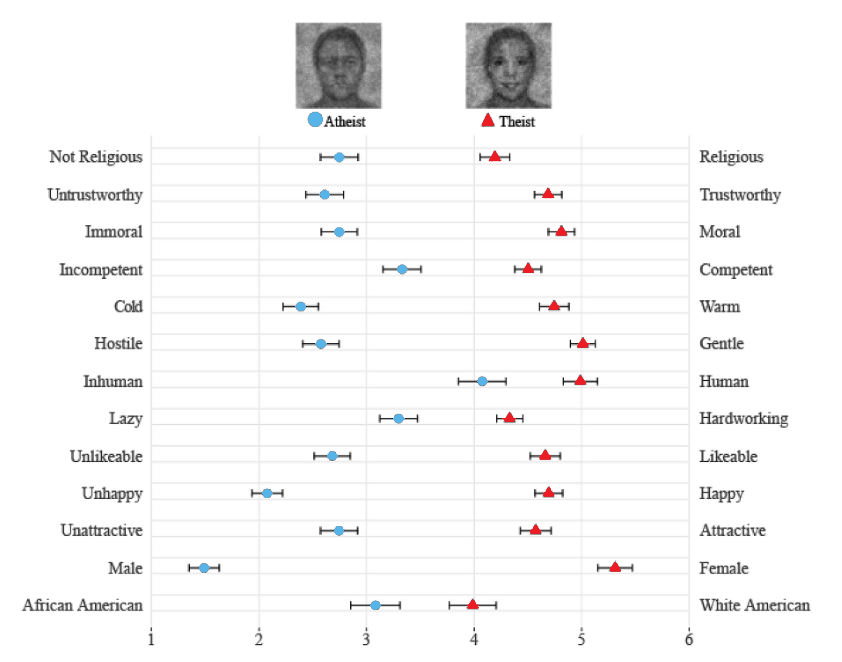 Atheist Theist
Not Religious Religious
Untrustworthy Trustworthy
Immoral Moral
Incompetent Competent
Cold Warm
Hostile Gentle
Inhuman Human
Lazy Hardworking
Unlikeable Likeable
Unhappy Happy
Unattractive Attractive
Male Female
African American White American
1 2 3 4 5 6